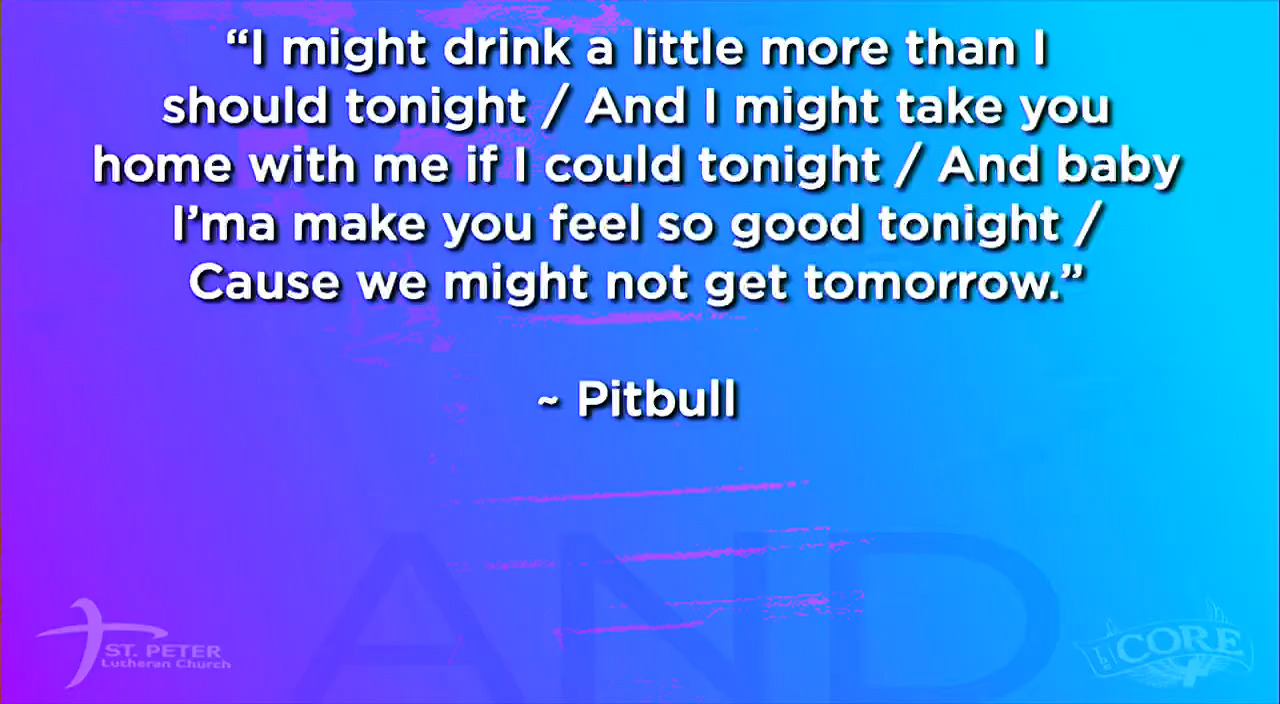 “I might drink a little more than I
should tonight / And I might take you
home with me if I could tonight / And baby
I’ma make you feel so good tonight /
Cause we might not get tomorrow.”
~ Pitbull
AND
ST. PETER
Lutheran Church
THE
CORE